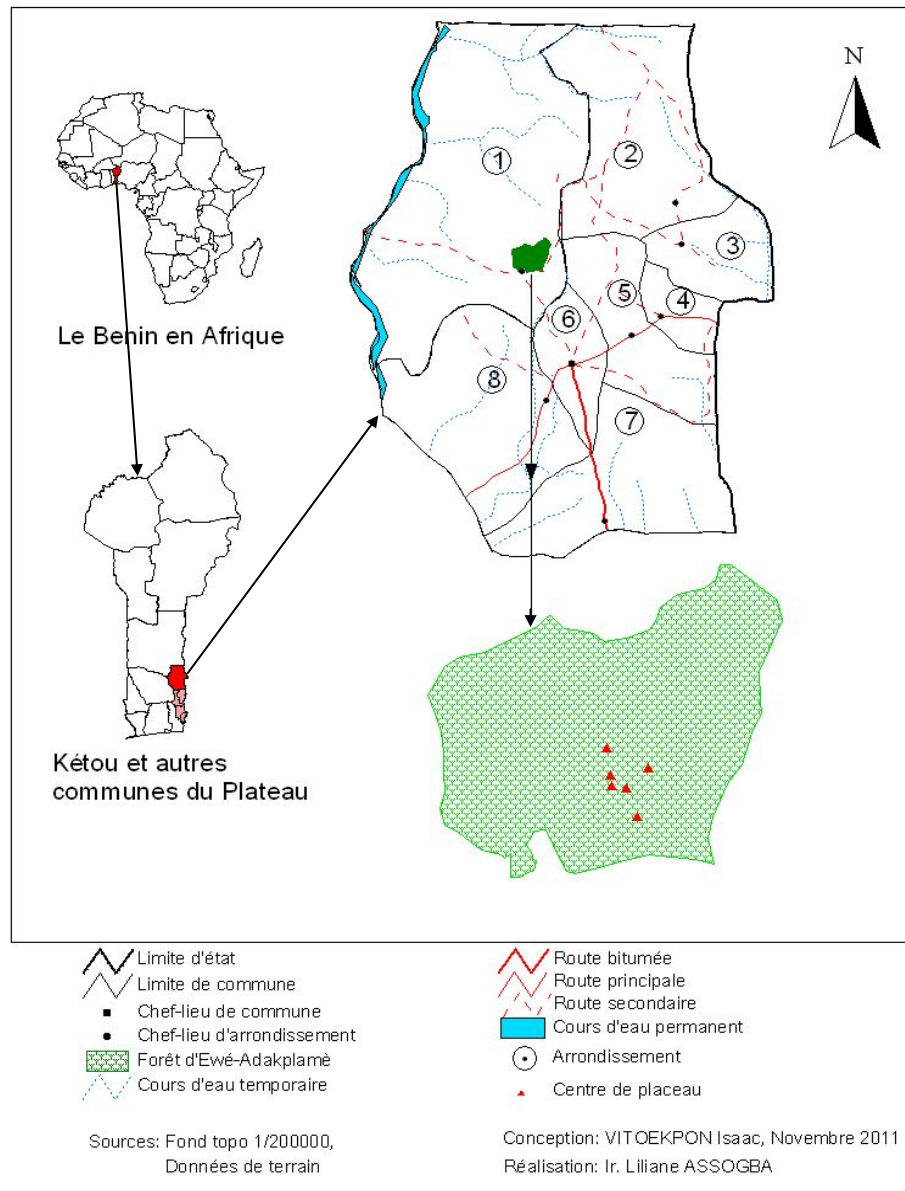 N
1
2
3
4
5
6
7
8
Le Benin en Afrique
Kétou et autres
communes du Plateau
Limite d'état
Limite de commune
Chef-lieu de commune
Chef-lieu d'arrondissement
Forêt d'Ewé-Adakplamè
Cours d'eau temporaire
Route bitumée
Route principale
Route secondaire
Cours d'eau permanent
Arrondissement
Centre de placeau
Sources: Fond topo 1/200000,
Données de terrain
Conception: VITOEKPON Isaac, Novembre 2011
Réalisation: Ir. Liliane ASSOGBA